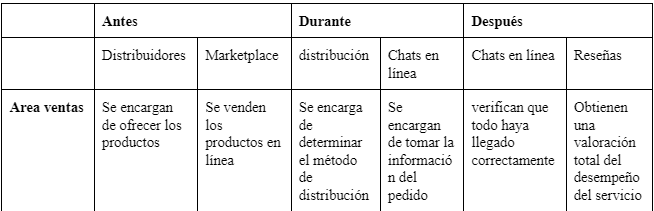 Antes
Durante
Después
Distribuidores
Marketplace
distribución
Chats en
línea
Chats en línea
Reseñas
Area ventas
Se encargan
de ofrecer los
productos
Se venden
los
productos en
línea
Se encarga
de
determinar
el método
de
distribución
Se
encargan
de tomar la
informació
n del
pedido
verifican que
todo haya
llegado
correctamente
Obtienen
una
valoración
total del
desempeño
del servicio